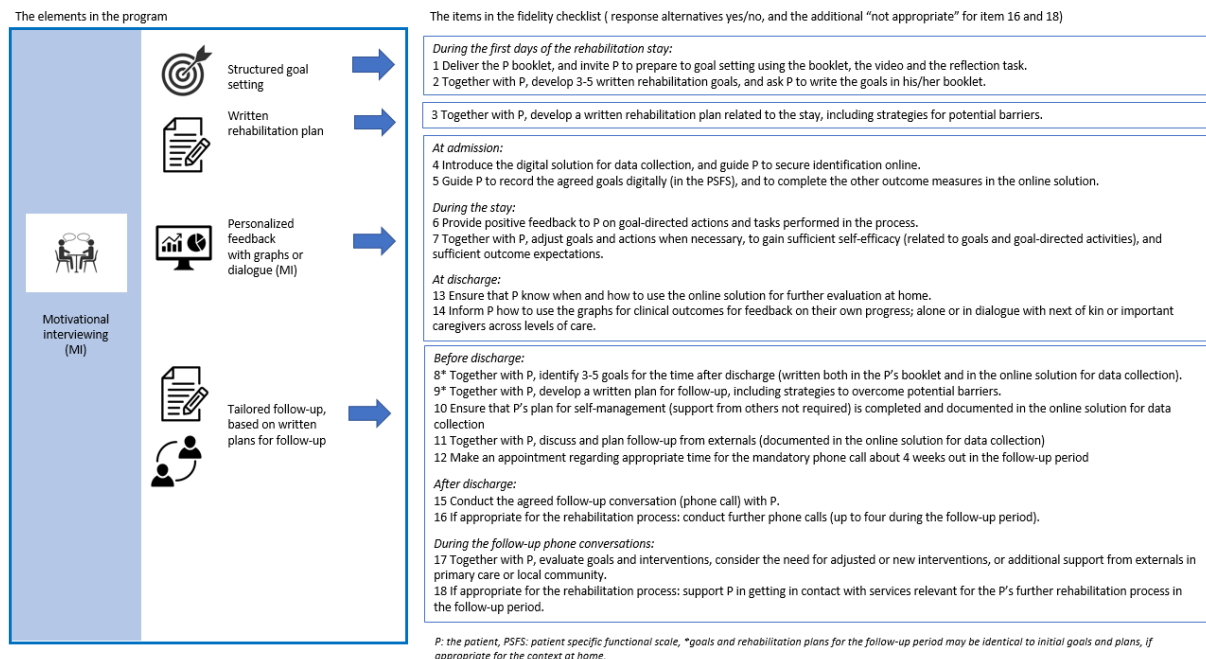 The elements in the program
The items in the fidelity checklist ( response alternatives yes/no, and the additional “not appropriate” for item 16 and 18)
Motivational
interviewing
(MI)
Structured goal
setting
During the first days of the rehabilitation stay:
1 Deliver the P booklet, and invite P to prepare to goal setting using the booklet, the video and the reflection task.
2 Together with P, develop 3-5 written rehabilitation goals, and ask P to write the goals in his/her booklet.
Written
rehabilitation plan
3 Together with P, develop a written rehabilitation plan related to the stay, including strategies for potential barriers.
Personalized
feedback
with graphs or
dialogue (MI)
At admission:
4 Introduce the digital solution for data collection, and guide P to secure identification online.
5 Guide P to record the agreed goals digitally (in the PSFS), and to complete the other outcome measures in the online solution.
During the stay:
6 Provide positive feedback to P on goal-directed actions and tasks performed in the process.
7 Together with P, adjust goals and actions when necessary, to gain sufficient self-efficacy (related to goals and goal-directed activities), and
sufficient outcome expectations.
At discharge:
13 Ensure that P know when and how to use the online solution for further evaluation at home.
14 Inform P how to use the graphs for clinical outcomes for feedback on their own progress; alone or in dialogue with next of kin or important
caregivers across levels of care.
Tailored follow-up,
based on written
plans for follow-up
Before discharge:
8* Together with P, identify 3-5 goals for the time after discharge (written both in the P’s booklet and in the online solution for data collection).
9* Together with P, develop a written plan for follow-up, including strategies to overcome potential barriers.
10 Ensure that P’s plan for self-management (support from others not required) is completed and documented in the online solution for data
collection
11 Together with P, discuss and plan follow-up from externals (documented in the online solution for data collection)
12 Make an appointment regarding appropriate time for the mandatory phone call about 4 weeks out in the follow-up period
After discharge:
15 Conduct the agreed follow-up conversation (phone call) with P.
16 If appropriate for the rehabilitation process: conduct further phone calls (up to four during the follow-up period).
During the follow-up phone conversations:
17 Together with P, evaluate goals and interventions, consider the need for adjusted or new interventions, or additional support from externals in
primary care or local community.
18 If appropriate for the rehabilitation process: support P in getting in contact with services relevant for the P’s further rehabilitation process in
the follow-up period.
P: the patient, PSFS: patient specific functional scale, *goals and rehabilitation plans for the follow-up period may be identical to initial goals and plans, if
appropriate for the context at home.